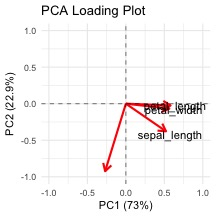 PCA Loading Plot
1.0
0.5
0.0
-0.5
-1.0
PC2 (22.9%)
petal_length
petal_width
sepal_length
-1.0 -0.5 0.0 0.5 1.0
PC1 (73%)